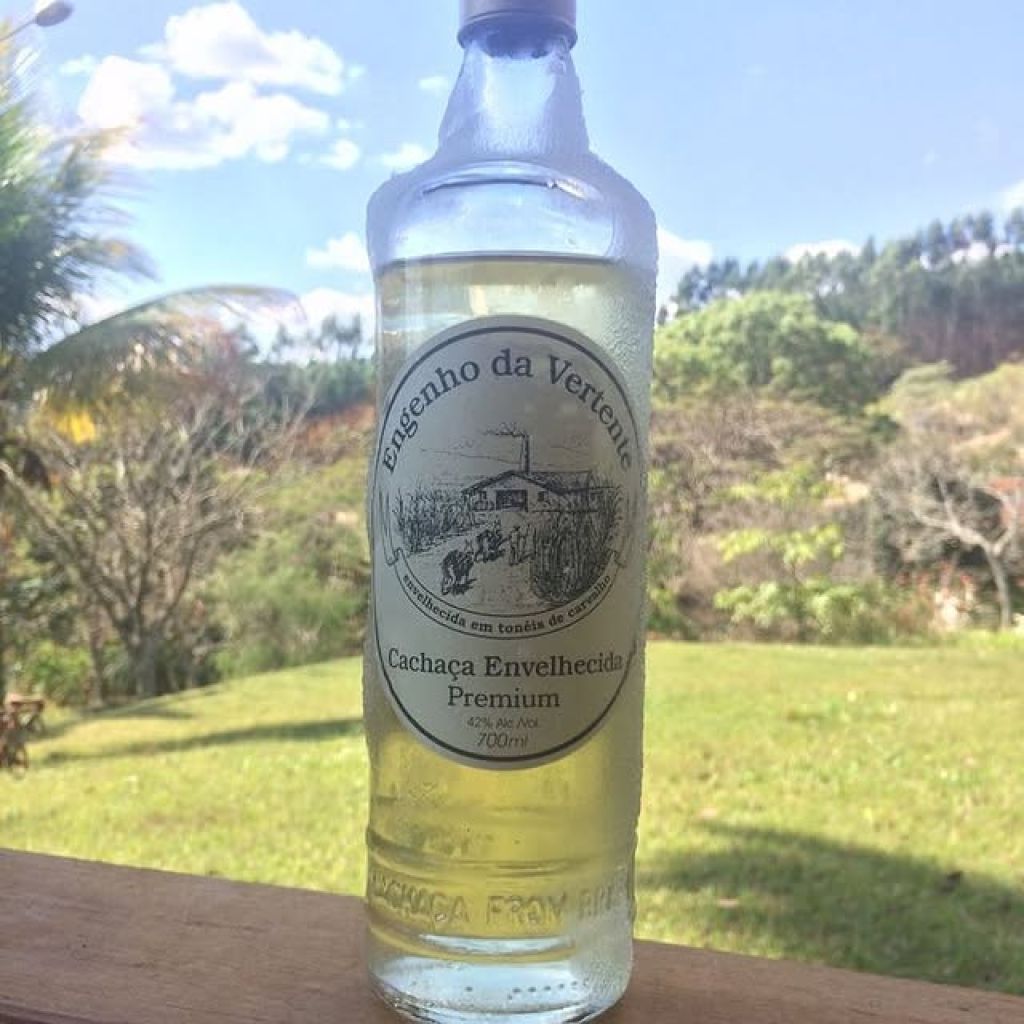 Engenho da Vertente
envelhecida em tonéis de carvalho
Cachaça Envelhecida
Premium
42% Alc /Vol.
700ml
CACHAÇA FROM